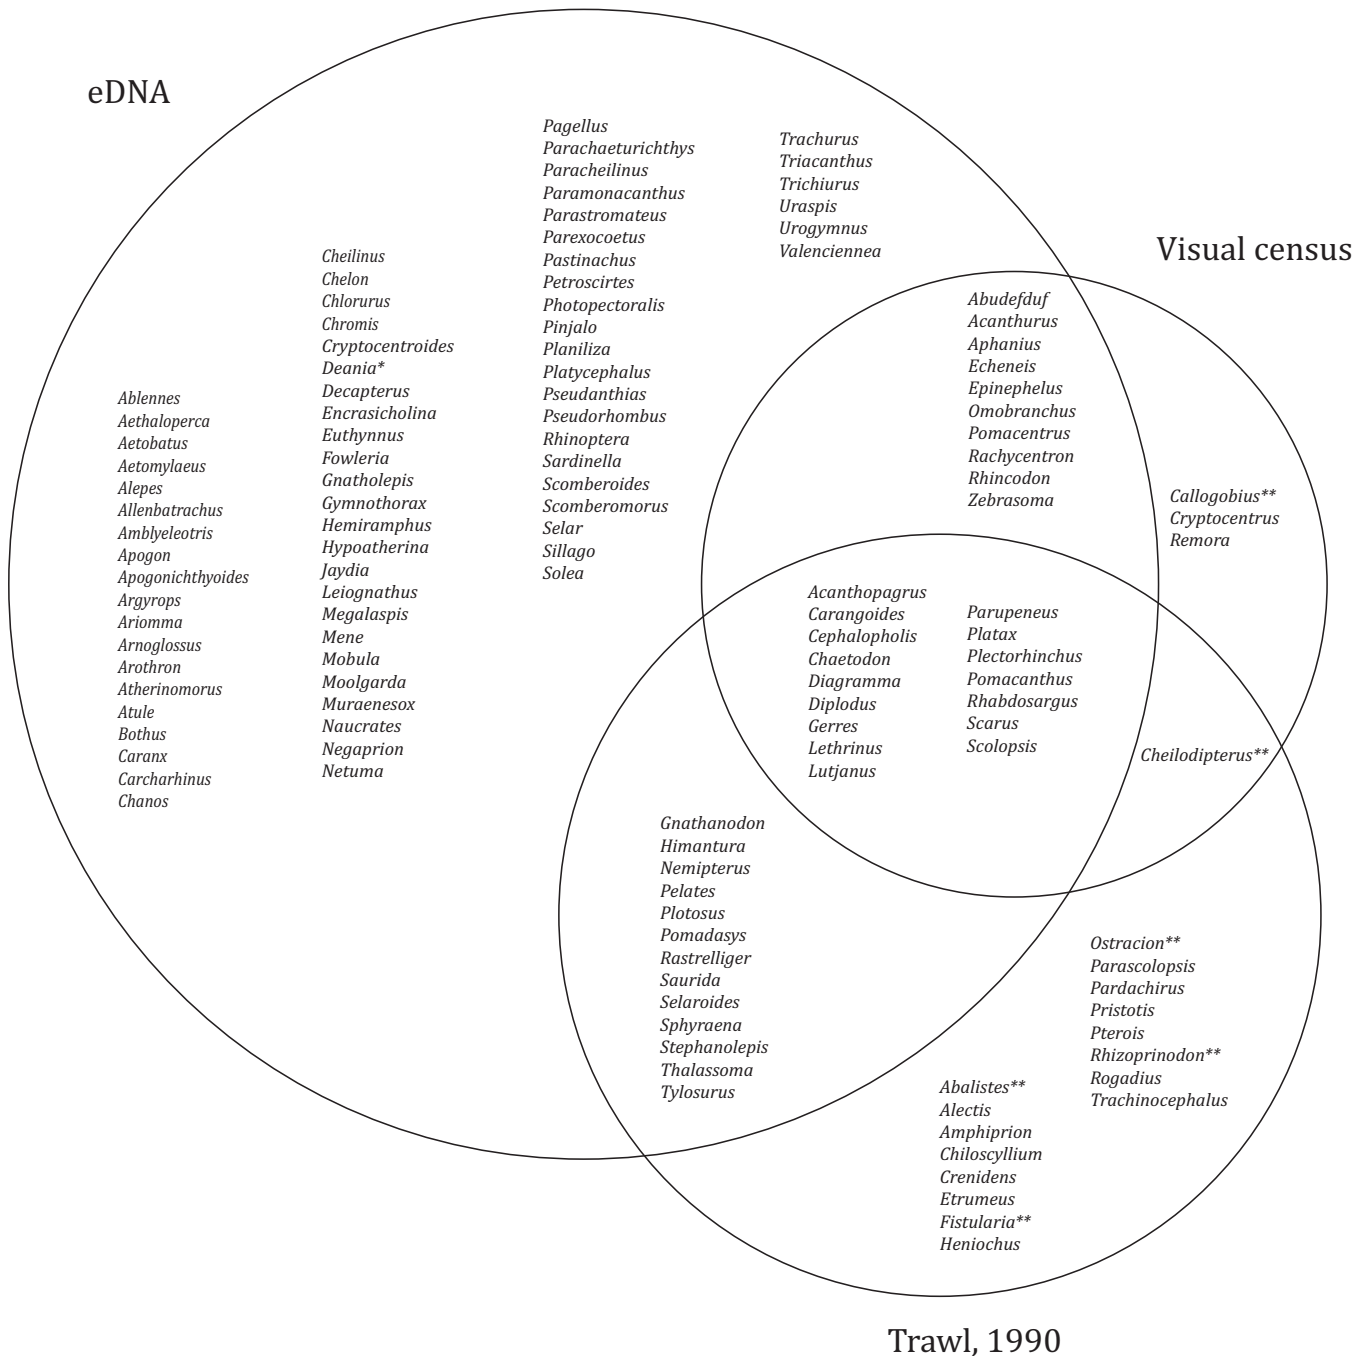 eDNA
Visual census
Trawl, 1990
Ablennes
Aethaloperca
Aetobatus
Aetomylaeus
Alepes
Allenbatrachus
Amblyeleotris
Apogon
Apogonichthyoides
Argyrops
Ariomma
Arnoglossus
Arothron
Atherinomorus
Atule
Bothus
Caranx
Carcharhinus
Chanos
Cheilinus
Chelon
Chlorurus
Chromis
Cryptocentroides
Deania*
Decapterus
Encrasicholina
Euthynnus
Fowleria
Gnatholepis
Gymnothorax
Hemiramphus
Hypoatherina
Jaydia
Leiognathus
Megalaspis
Mene
Mobula
Moolgarda
Muraenesox
Naucrates
Negaprion
Netuma
Pagellus
Parachaeturichthys
Paracheilinus
Paramonacanthus
Parastromateus
Parexocoetus
Pastinachus
Petroscirtes
Photopectoralis
Pinjalo
Planiliza
Platycephalus
Pseudanthias
Pseudorhombus
Rhinoptera
Sardinella
Scomberoides
Scomberomorus
Selar
Sillago
Solea
Trachurus
Triacanthus
Trichiurus
Uraspis
Urogymnus
Valenciennea
Abudefduf
Acanthurus
Aphanius
Echeneis
Epinephelus
Omobranchus
Pomacentrus
Rachycentron
Rhincodon
Zebrasoma
Callogobius**
Cryptocentrus
Remora
Acanthopagrus
Carangoides
Cephalopholis
Chaetodon
Diagramma
Diplodus
Gerres
Lethrinus
Lutjanus
Parupeneus
Platax
Plectorhinchus
Pomacanthus
Rhabdosargus
Scarus
Scolopsis
Cheilodipterus**
Gnathanodon
Himantura
Nemipterus
Pelates
Plotosus
Pomadasys
Rastrelliger
Saurida
Selaroides
Sphyraena
Stephanolepis
Thalassoma
Tylosurus
Abalistes**
Alectis
Amphiprion
Chiloscyllium
Crenidens
Etrumeus
Fistularia**
Heniochus
Ostracion**
Parascolopsis
Pardachirus
Pristotis
Pterois
Rhizoprinodon**
Rogadius
Trachinocephalus